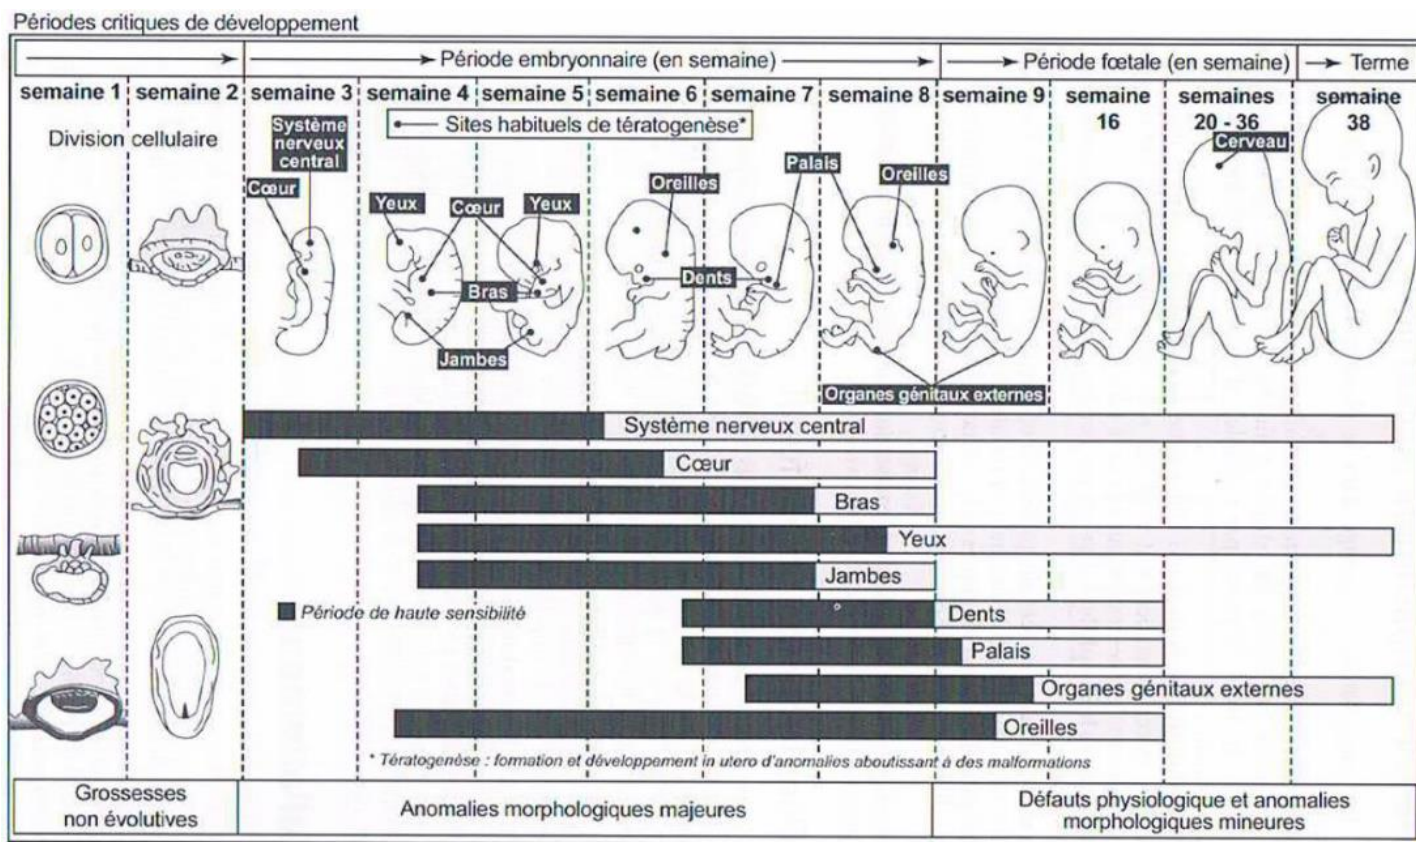 Périodes critiques de développement
Période embryonnaire (en semaine)
Période fœtale (en semaine)
Terme
semaine 1
semaine 2
semaine 3
semaine 4
semaine 5
semaine 6
semaine 7
semaine 8
semaine 9
semaine
16
semaines
20 - 36
semaine
38
Division cellulaire
Sites habituels de tératogenèse*
Système
nerveux
central
Cœur
Yeux
Cœur
Yeux
Bras
Jambes
Oreilles
Dents
Palais
Oreilles
Organes génitaux externes
Cerveau
Système nerveux central
Cœur
Bras
Yeux
Jambes
Période de haute sensibilité
Dents
Palais
Organes génitaux externes
Oreilles
* Tératogenèse : formation et développement in utero d'anomalies aboutissant à des malformations
Grossesses
non évolutives
Anomalies morphologiques majeures
Défauts physiologique et anomalies
morphologiques mineures